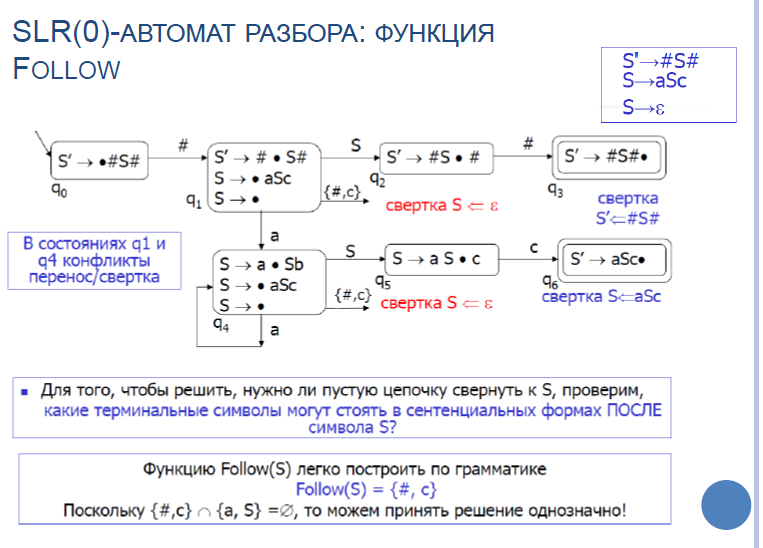 SLR(0)-АВТОМАТ РАЗБОРА: ФУНКЦИЯ
FOLLOW
S'→#S#
S→aSc
S→ε
S′ → •#S#
q0
#
S′ → # • S#
S → • aSc
S → •
q1
S
{#,c}
S′ → #S • #
q2
свертка S ⇐ ε
#
S′ → #S#•
q3
свертка
S′⇐#S#
В состояниях q1 и
q4 конфликты
перенос/свертка
a
S → a • Sb
S → • aSc
S → •
q4
a
S
{#,c}
S → a S • c
q5
свертка S ⇐ ε
c
S′ → aSc•
q6
свертка S⇐aSc
Для того, чтобы решить, нужно ли пустую цепочку свернуть к S, проверим,
какие терминальные символы могут стоять в сентенциальных формах ПОСЛЕ
символа S?
Функцию Follow(S) легко построить по грамматике
Follow(S) = {#, c}
Поскольку {#,c} ∩ {a, S} =∅, то можем принять решение однозначно!